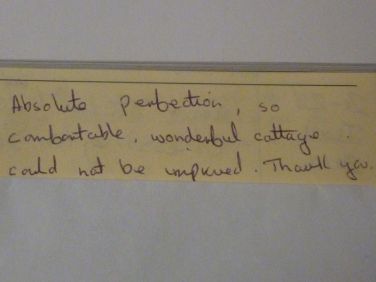 Absolute perfection, so
comfortable, wonderful cottage
could not be improved. Thank you.